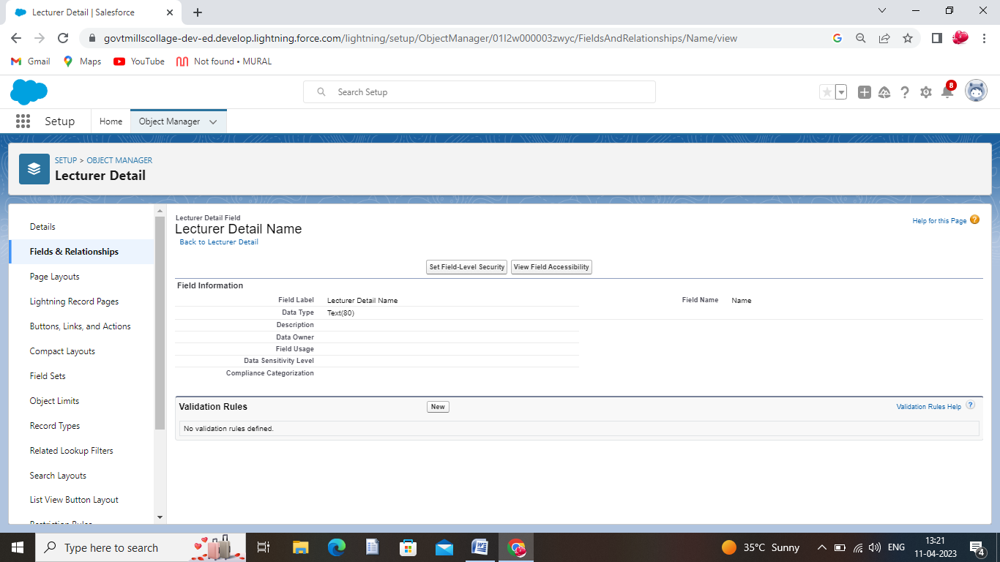 Lecturer Detail | Salesforce
govtmillscollage-dev-ed.develop.lightning.force.com/lightning/setup/ObjectManager/01I2w000003zwyc/FieldsAndRelationships/Name/view
Gmail Maps YouTube Not found • MURAL
Search Setup
8
Setup Home Object Manager
SETUP > OBJECT MANAGER
Lecturer Detail
Details
Fields & Relationships
Page Layouts
Lightning Record Pages
Buttons, Links, and Actions
Compact Layouts
Field Sets
Object Limits
Record Types
Related Lookup Filters
Search Layouts
List View Button Layout
Restriction Rules
Lecturer Detail Field
Lecturer Detail Name
Back to Lecturer Detail
Help for this Page ?
Set Field-Level Security View Field Accessibility
Field Information
Field Label Lecturer Detail Name Field Name Name
Data Type Text(80)
Description
Data Owner
Field Usage
Data Sensitivity Level
Compliance Categorization
Validation Rules New Validation Rules Help ?
No validation rules defined.
Type here to search
35°C Sunny ENG
13:21
11-04-2023
4